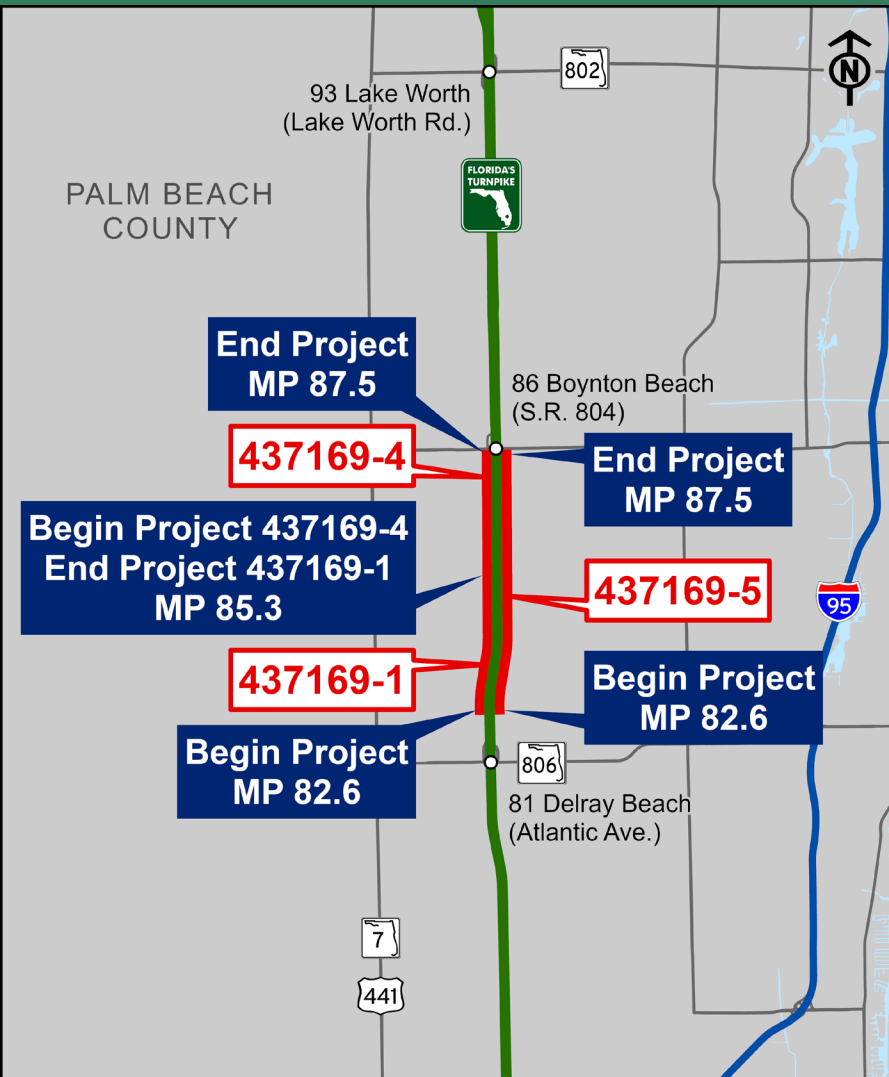 802
N
93 Lake Worth
(Lake Worth Rd.)
FLORIDA'S
TURNPIKE
PALM BEACH
COUNTY
End Project
MP 87.5
86 Boynton Beach
(S.R. 804)
437169-4
End Project
MP 87.5
Begin Project 437169-4
End Project 437169-1
MP 85.3
437169-5
95
437169-1
Begin Project
MP 82.6
Begin Project
MP 82.6
806
81 Delray Beach
(Atlantic Ave.)
7
441